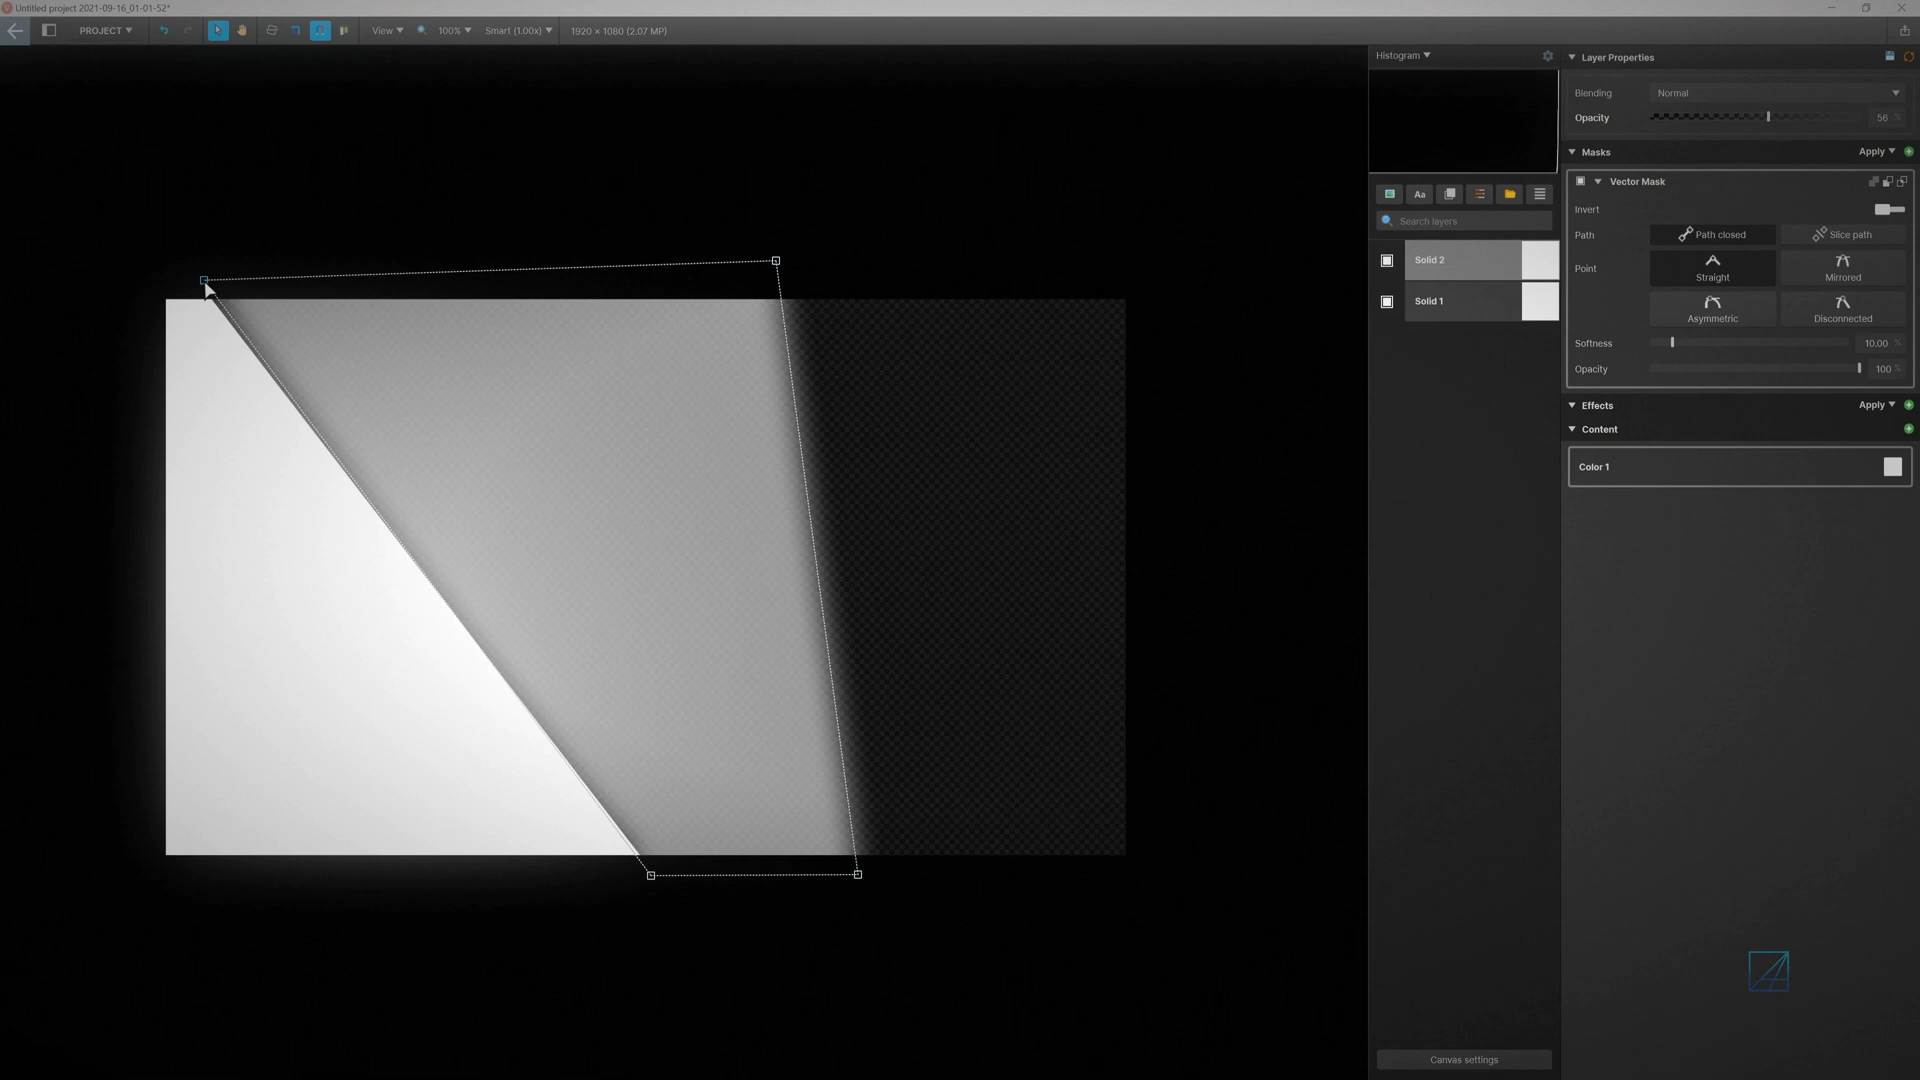 Untitled project 2021-09-16_01-01-52*
PROJECT
View
100%
Smart (1.00x)
1920 × 1080 (2.07 MP)
Histogram
Aa
Search layers
Solid 2
Solid 1
Canvas settings
Layer Properties
Blending
Normal
Opacity
56 %
Masks
Apply
Vector Mask
Invert
Path
Path closed
Slice path
Point
Straight
Mirrored
Asymmetric
Disconnected
Softness
10.00 %
Opacity
100 %
Effects
Apply
Content
Color 1